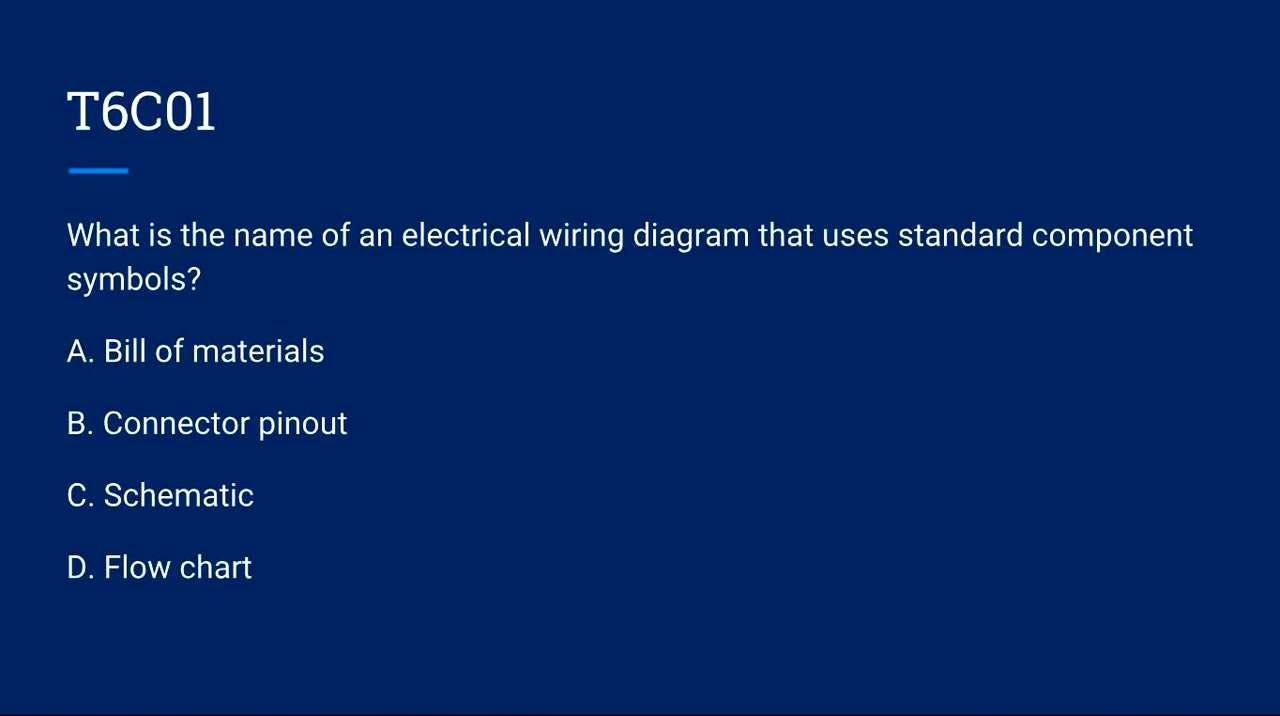 T6C01
What is the name of an electrical wiring diagram that uses standard component
symbols?
A. Bill of materials
B. Connector pinout
C. Schematic
D. Flow chart